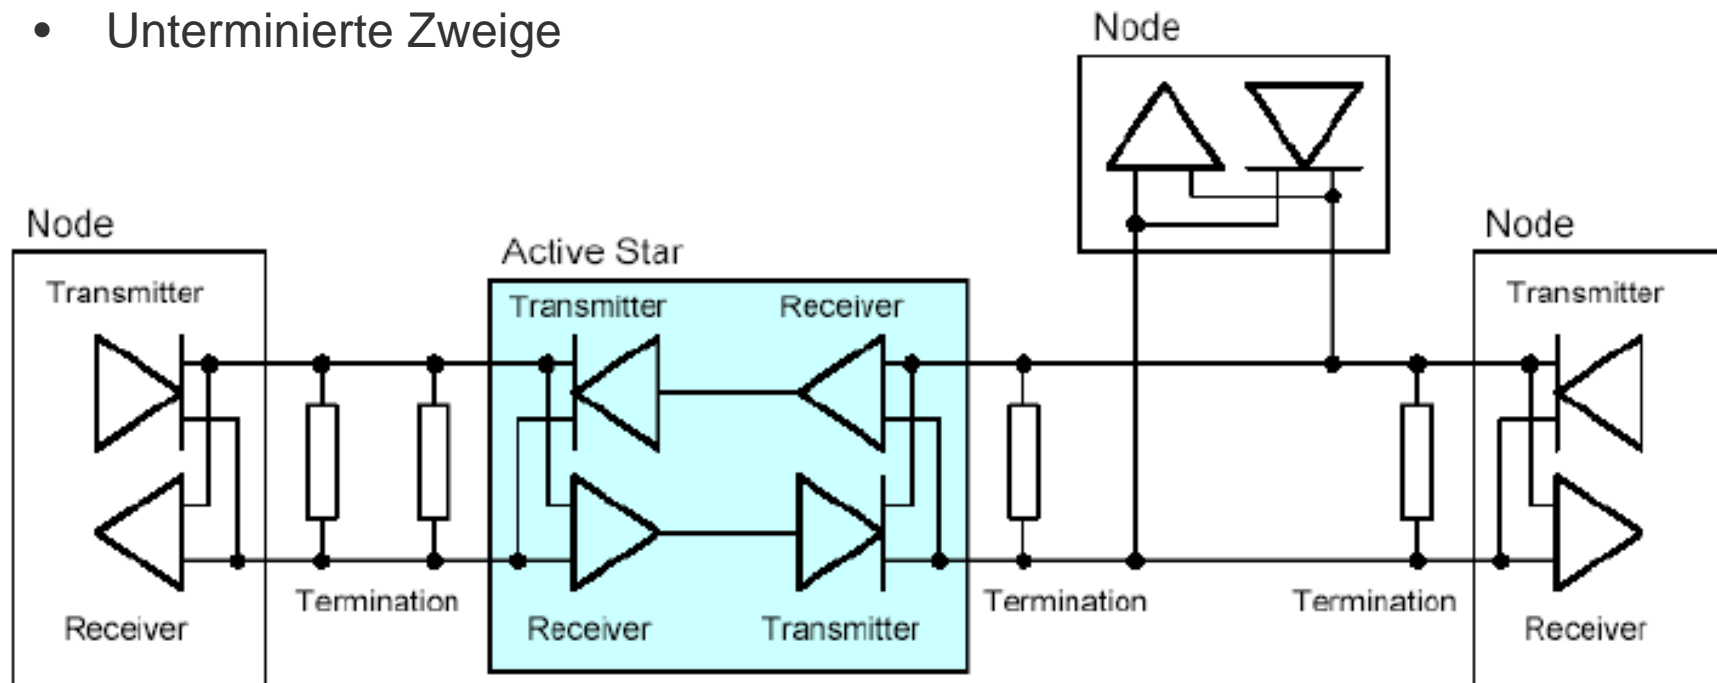 • Unterminierte Zweige
Node
Node
Transmitter
Receiver
Termination
Active Star
Transmitter
Receiver
Receiver
Transmitter
Termination
Termination
Node
Transmitter
Receiver